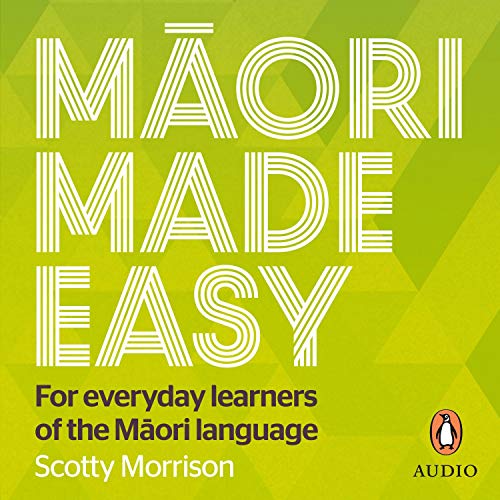 MĀORI
MADE
EASY
For everyday learners
of the Māori language
Scotty Morrison
AUDIO